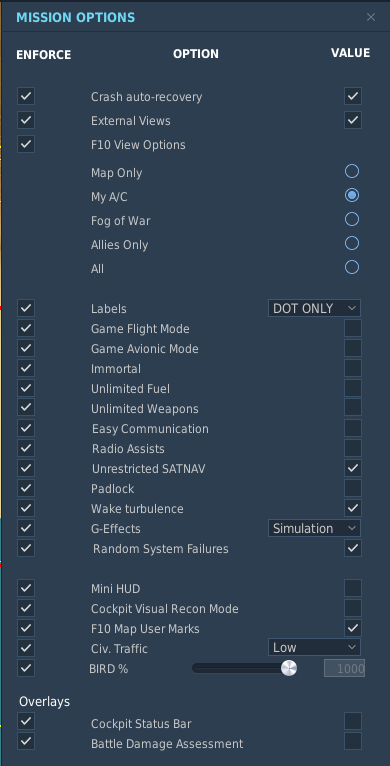 MISSION OPTIONS
ENFORCE OPTION VALUE
Crash auto-recovery
External Views
F10 View Options
Map Only
My A/C
Fog of War
Allies Only
All
Labels DOT ONLY
Game Flight Mode
Game Avionic Mode
Immortal
Unlimited Fuel
Unlimited Weapons
Easy Communication
Radio Assists
Unrestricted SATNAV
Padlock
Wake turbulence
G-Effects Simulation
Random System Failures
Mini HUD
Cockpit Visual Recon Mode
F10 Map User Marks
Civ. Traffic Low
BIRD % 1000
Overlays
Cockpit Status Bar
Battle Damage Assessment